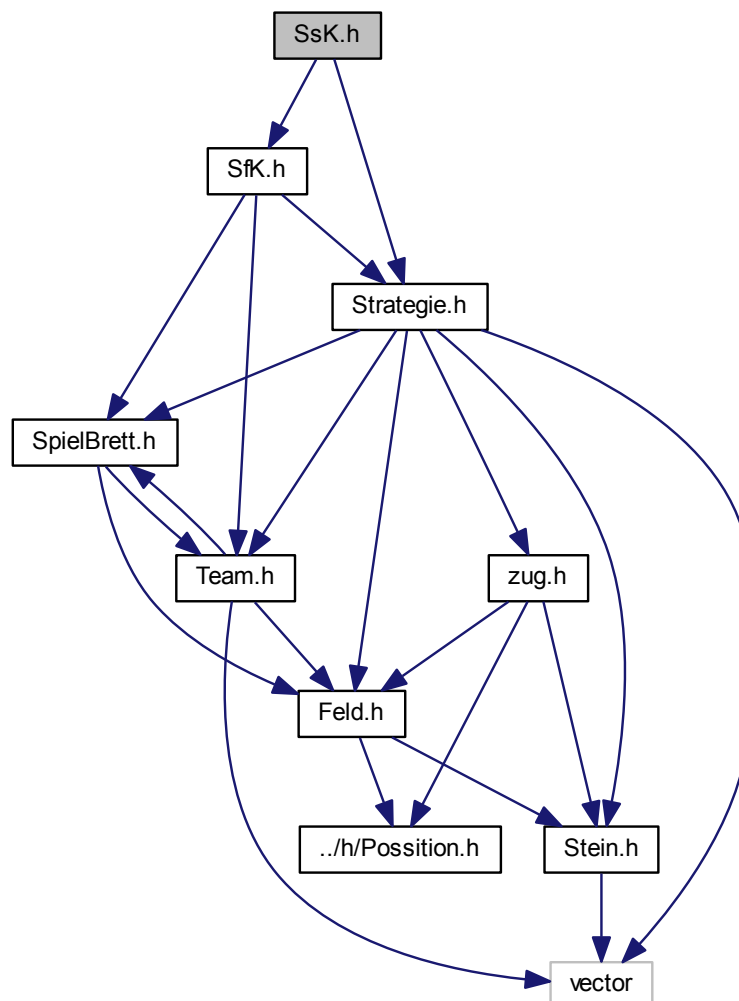 SsK.h
SfK.h
Strategie.h
SpielBrett.h
Team.h
zug.h
Feld.h
../h/Possition.h
Stein.h
vector